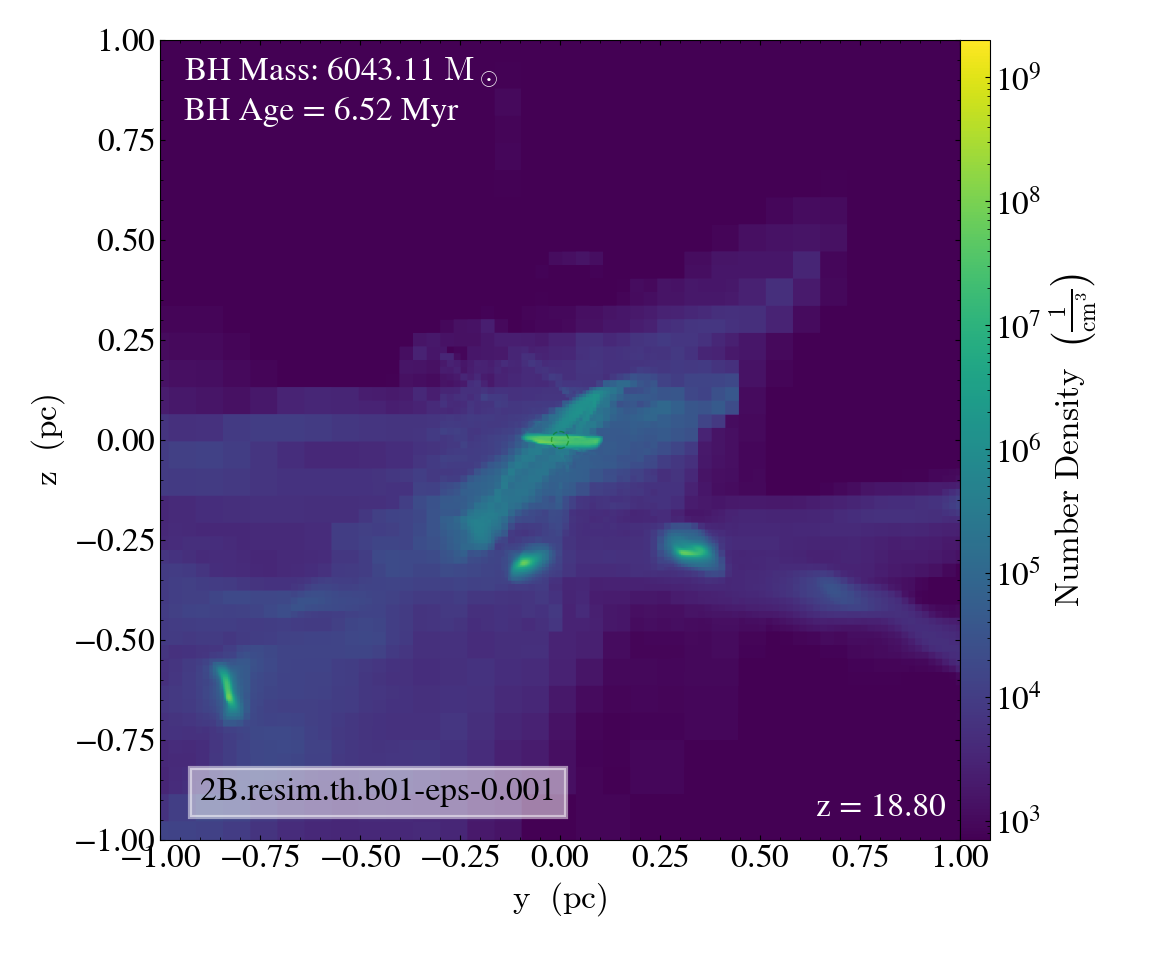 BH Mass: 6043.11 M⊙
BH Age = 6.52 Myr
1.00
0.75
0.50
0.25
0.00
−0.25
−0.50
−0.75
−1.00
z (pc)
2B.resim.th.b01-eps-0.001
z = 18.80
−1.00 −0.75 −0.50 −0.25 0.00 0.25 0.50 0.75 1.00
y (pc)
10⁹
10⁸
10⁷
10⁶
10⁵
10⁴
10³
Number Density (1/cm³)